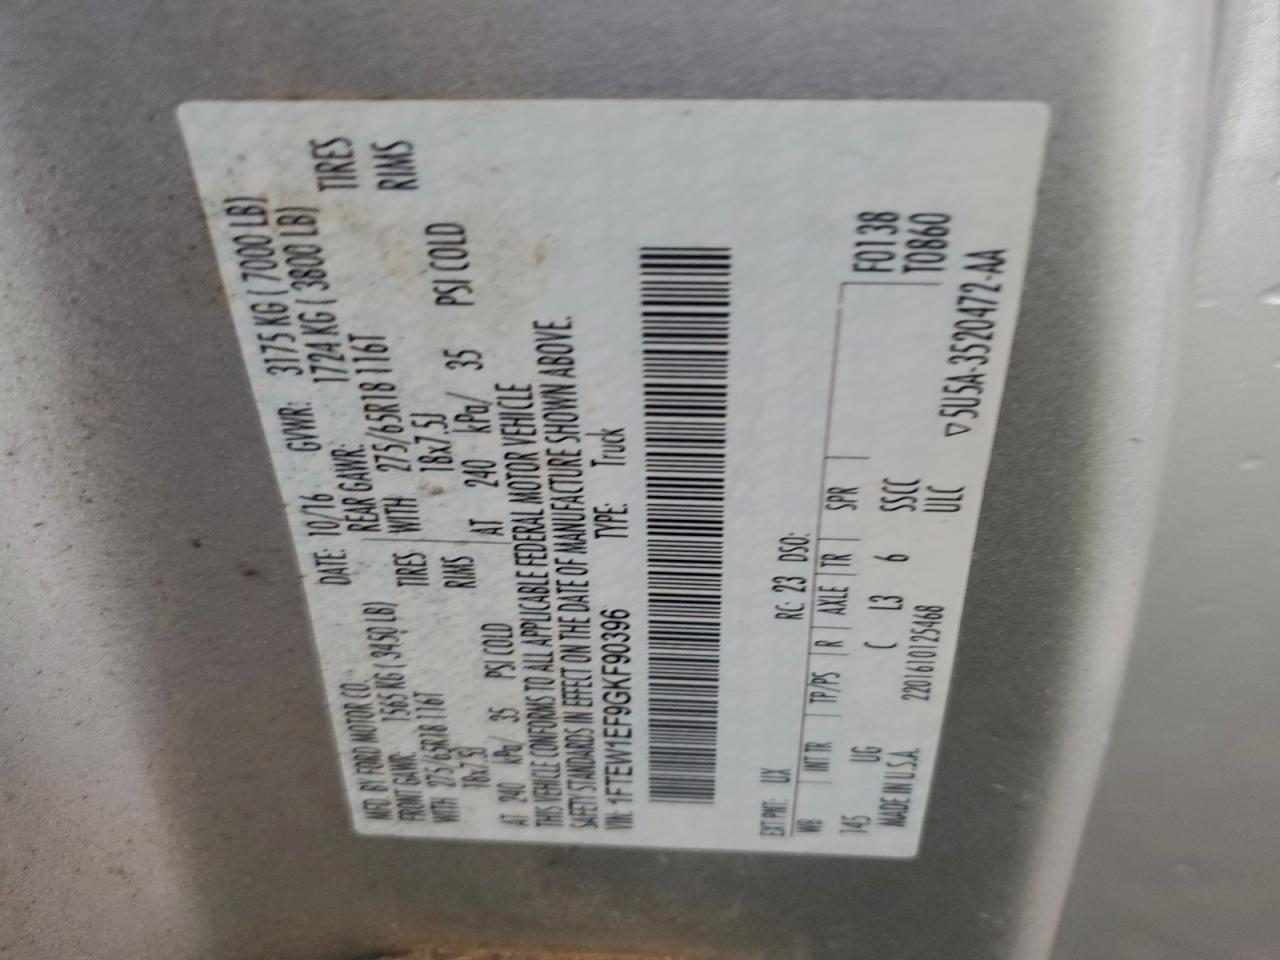 MFD. BY FORD MOTOR CO. DATE: 10/16 GVWR: 3175 KG ( 7000 LB)
FRONT GAWR: 1565 KG ( 3450 LB) REAR GAWR: 1724 KG ( 3800 LB)
WITH 275/65R18 116T TIRES WITH 275/65R18 116T TIRES
18x7.5J RIMS 18x7.5J RIMS
AT 240 kPa/ 35 PSI COLD AT 240 kPa/ 35 PSI COLD
THIS VEHICLE CONFORMS TO ALL APPLICABLE FEDERAL MOTOR VEHICLE
SAFETY STANDARDS IN EFFECT ON THE DATE OF MANUFACTURE SHOWN ABOVE.
VIN: 1FTEW1EF9GKF90396 TYPE: Truck
EXT PNT: UX RC: 23 DSO:
WB INT TR TP/PS R AXLE TR SPR F0138
145 UG C L3 6 SSCC T0860
MADE IN U.S.A. 220161012546B ULC
▽5U5A-3520472-AA